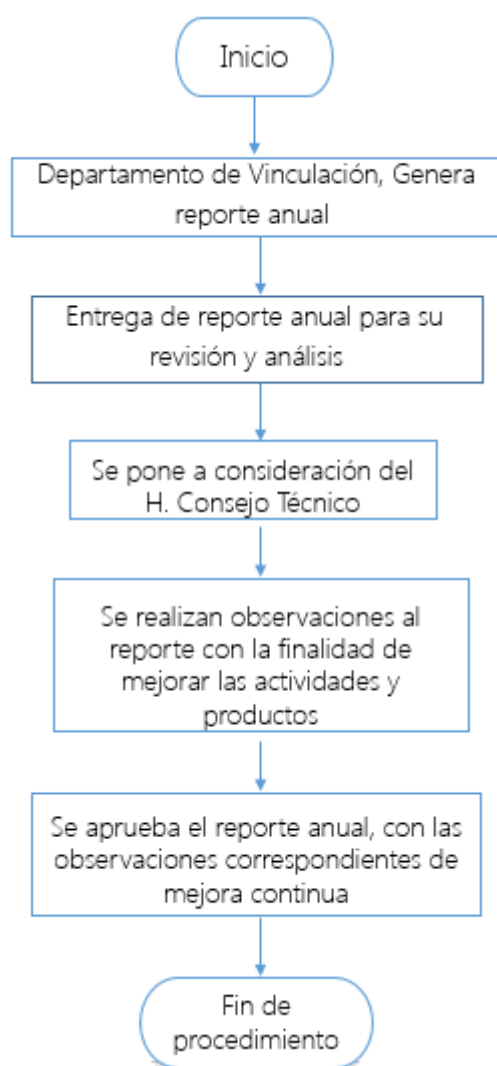 Inicio
Departamento de Vinculación, Genera
reporte anual
Entrega de reporte anual para su
revisión y análisis
Se pone a consideración del
H. Consejo Técnico
Se realizan observaciones al
reporte con la finalidad de
mejorar las actividades y
productos
Se aprueba el reporte anual, con las
observaciones correspondientes de
mejora continua
Fin de
procedimiento